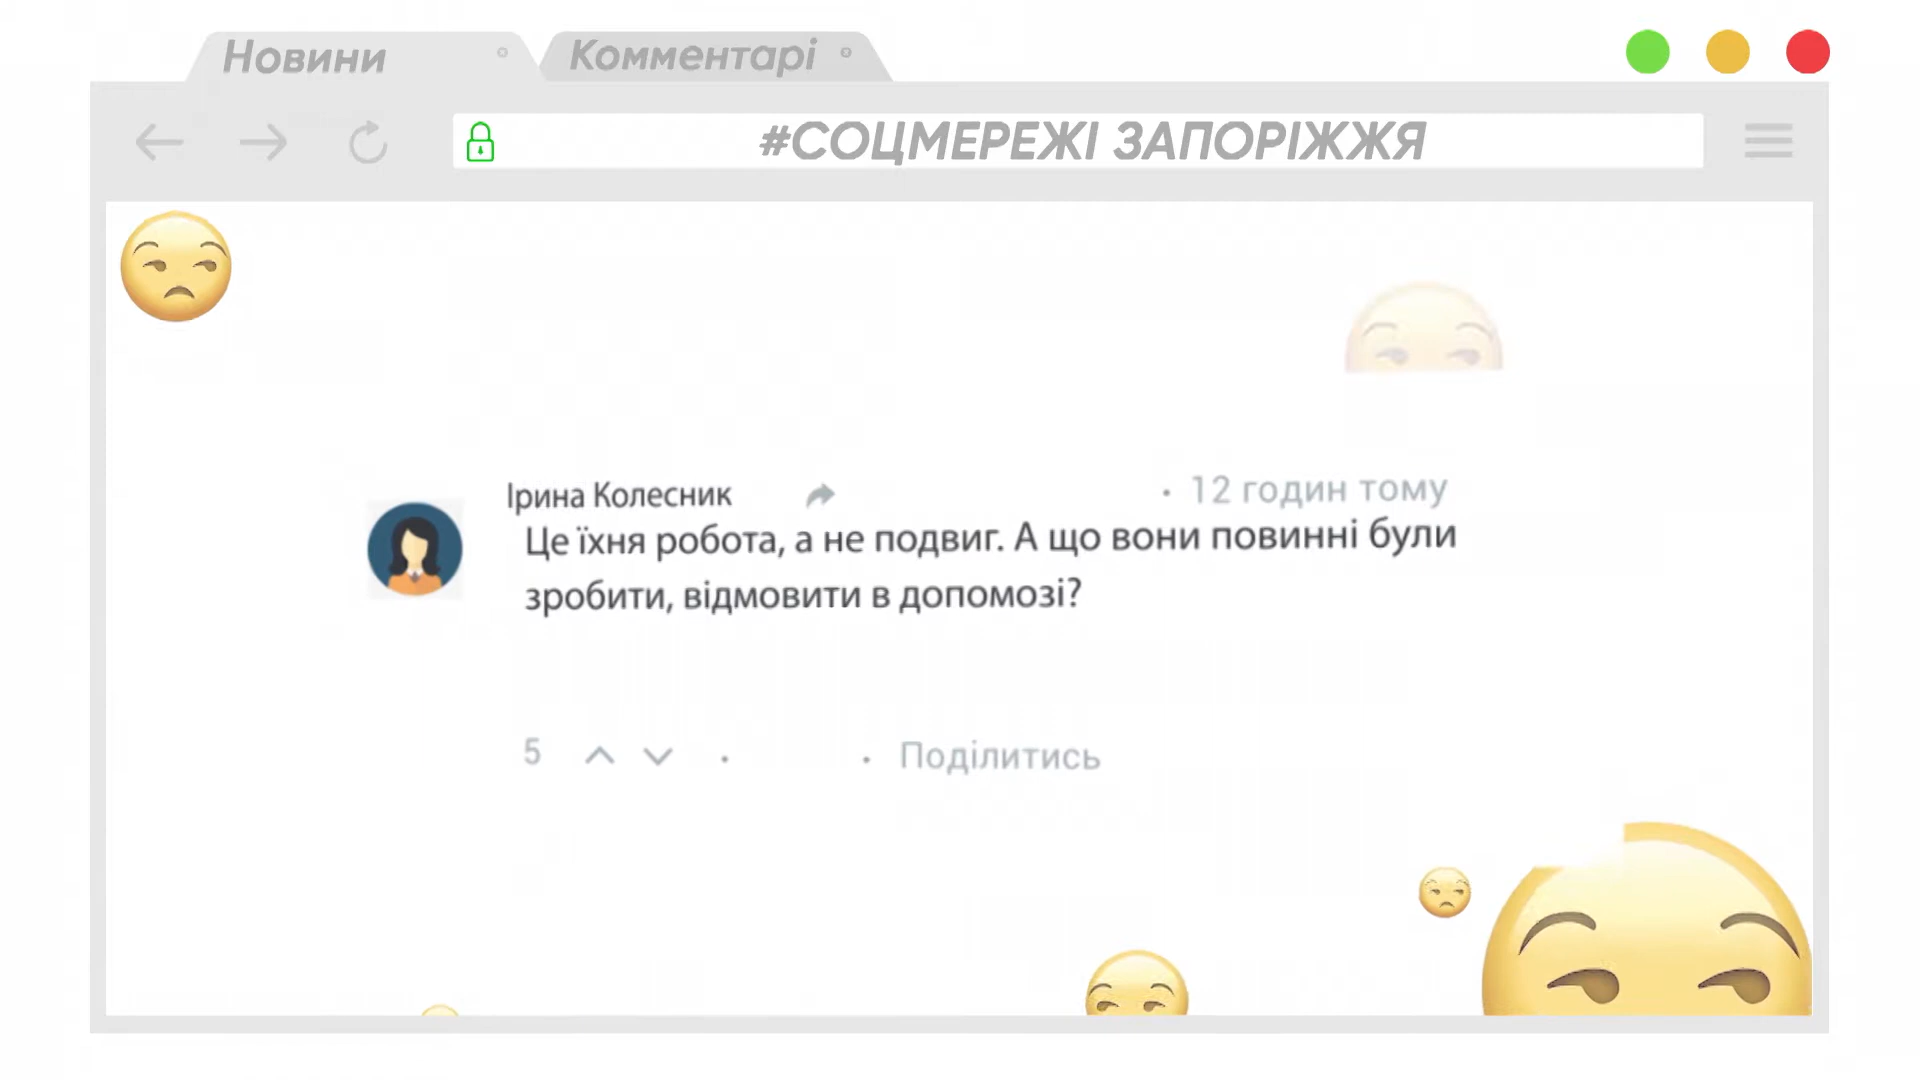 Новини
Комментарі
#СОЦМЕРЕЖІ ЗАПОРІЖЖЯ
Ірина Колесник
· 12 годин тому
Це їхня робота, а не подвиг. А що вони повинні були
зробити, відмовити в допомозі?
5 · · Поділитись